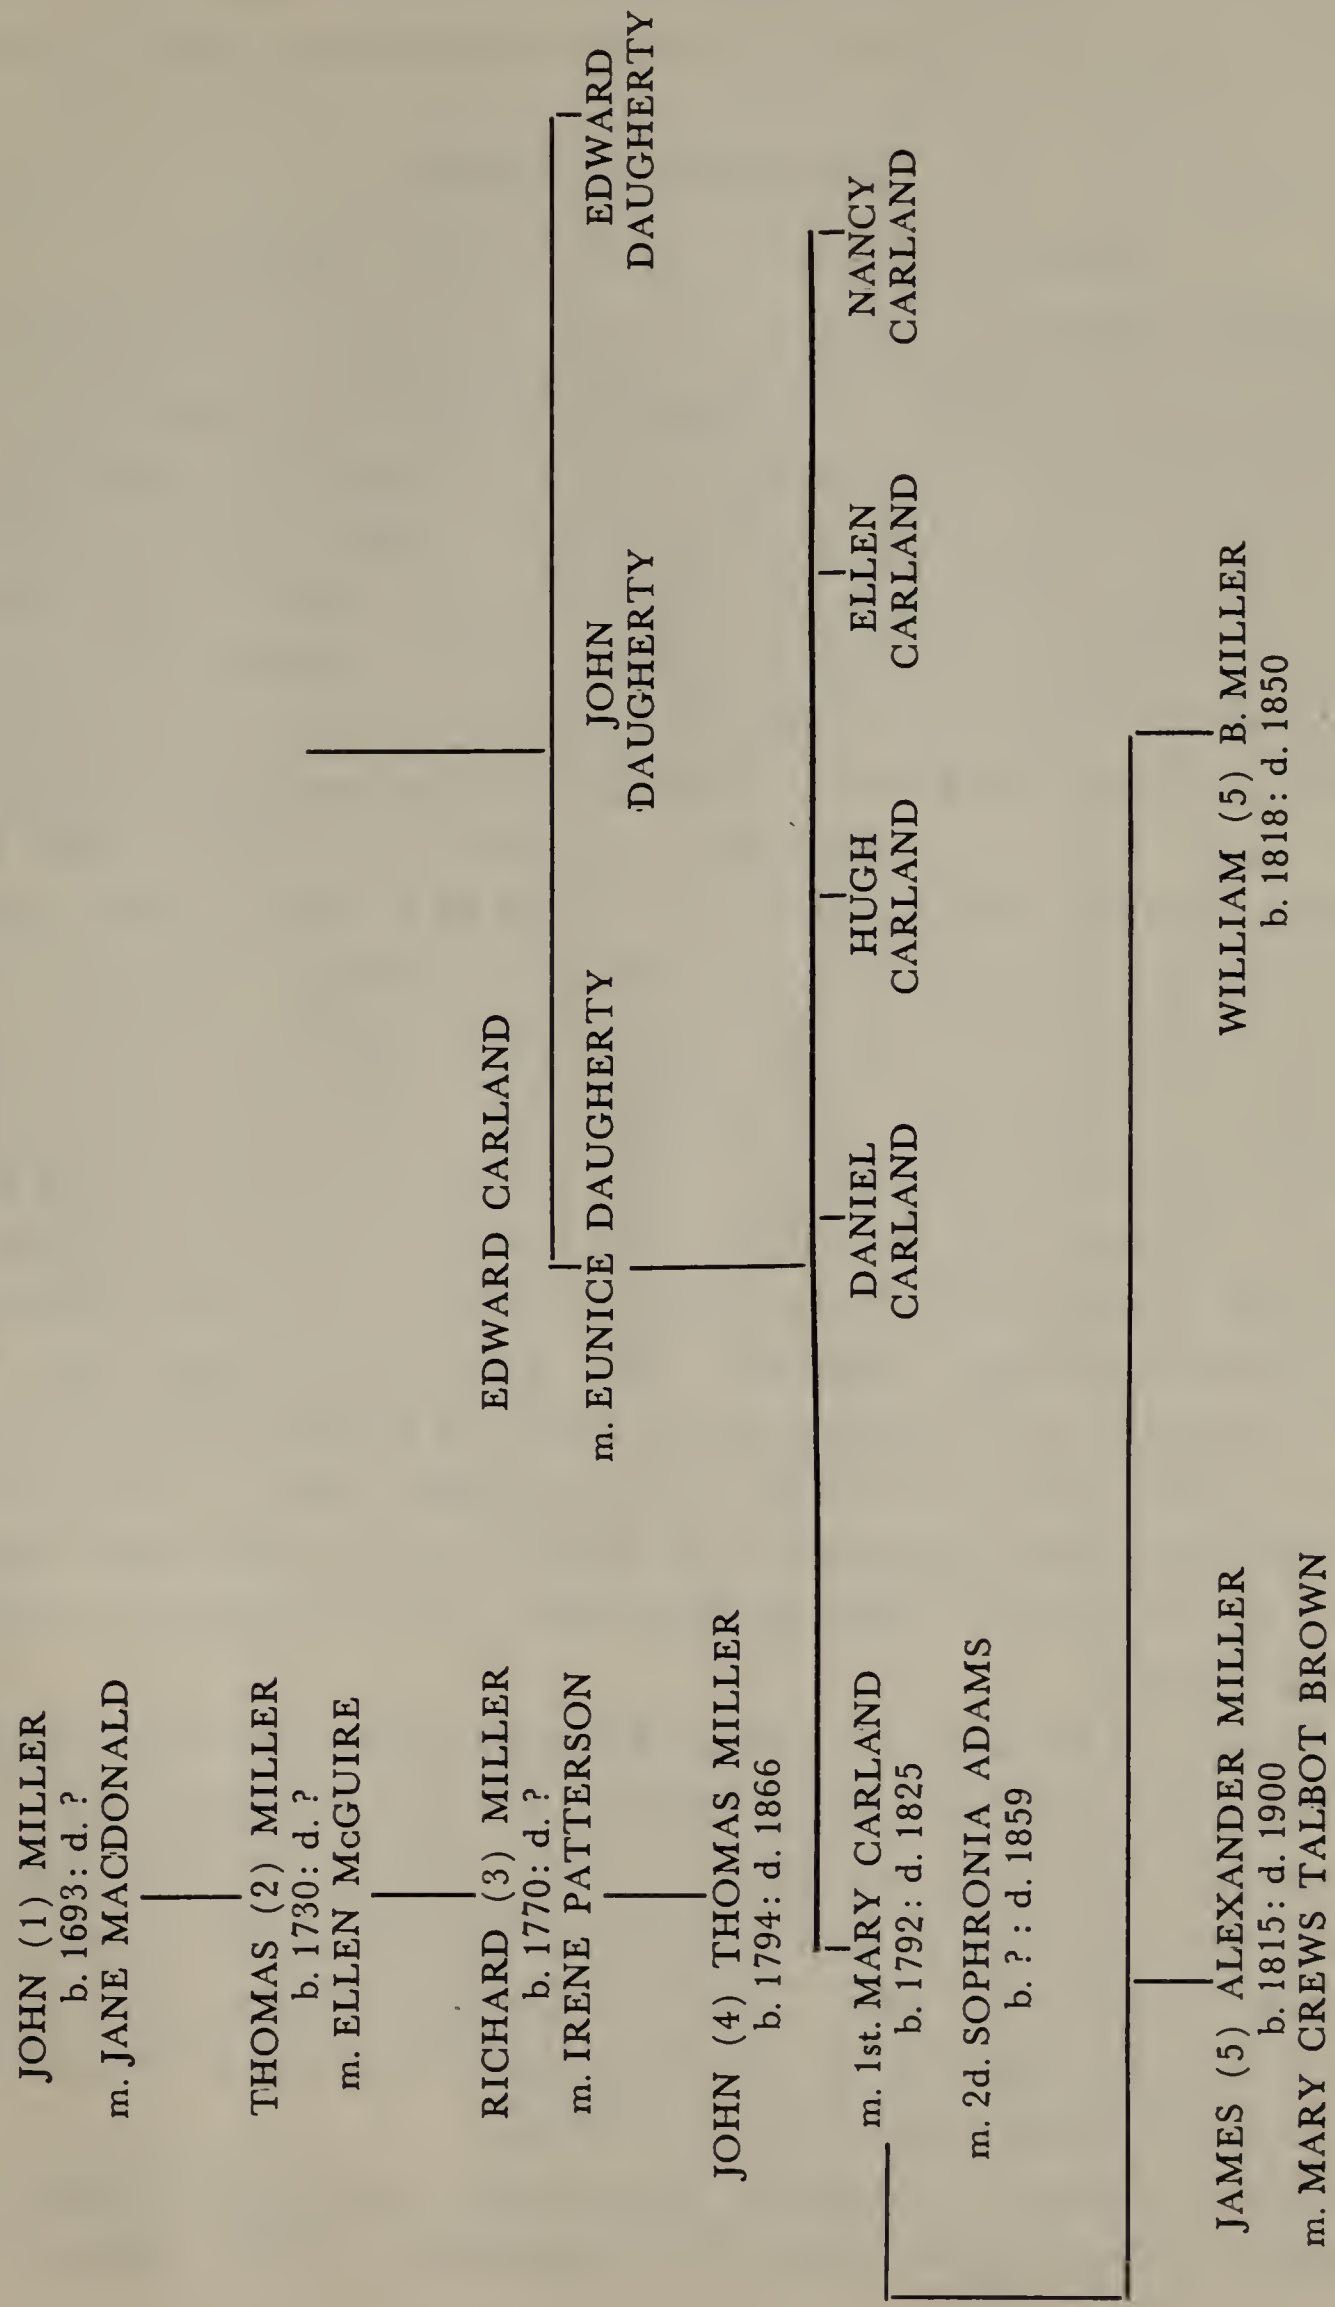 JOHN (1) MILLER
b. 1693: d. ?
m. JANE MACDONALD
THOMAS (2) MILLER
b. 1730: d. ?
m. ELLEN McGUIRE
RICHARD (3) MILLER
b. 1770: d. ?
m. IRENE PATTERSON
EDWARD CARLAND
m. EUNICE DAUGHERTY
JOHN
DAUGHERTY
EDWARD
DAUGHERTY
JOHN (4) THOMAS MILLER
b. 1794: d. 1866
m. 1st. MARY CARLAND
b. 1792: d. 1825
DANIEL
CARLAND
HUGH
CARLAND
ELLEN
CARLAND
NANCY
CARLAND
m. 2d. SOPHRONIA ADAMS
b. ? : d. 1859
JAMES (5) ALEXANDER MILLER
b. 1815: d. 1900
m. MARY CREWS TALBOT BROWN
WILLIAM (5) B. MILLER
b. 1818: d. 1850